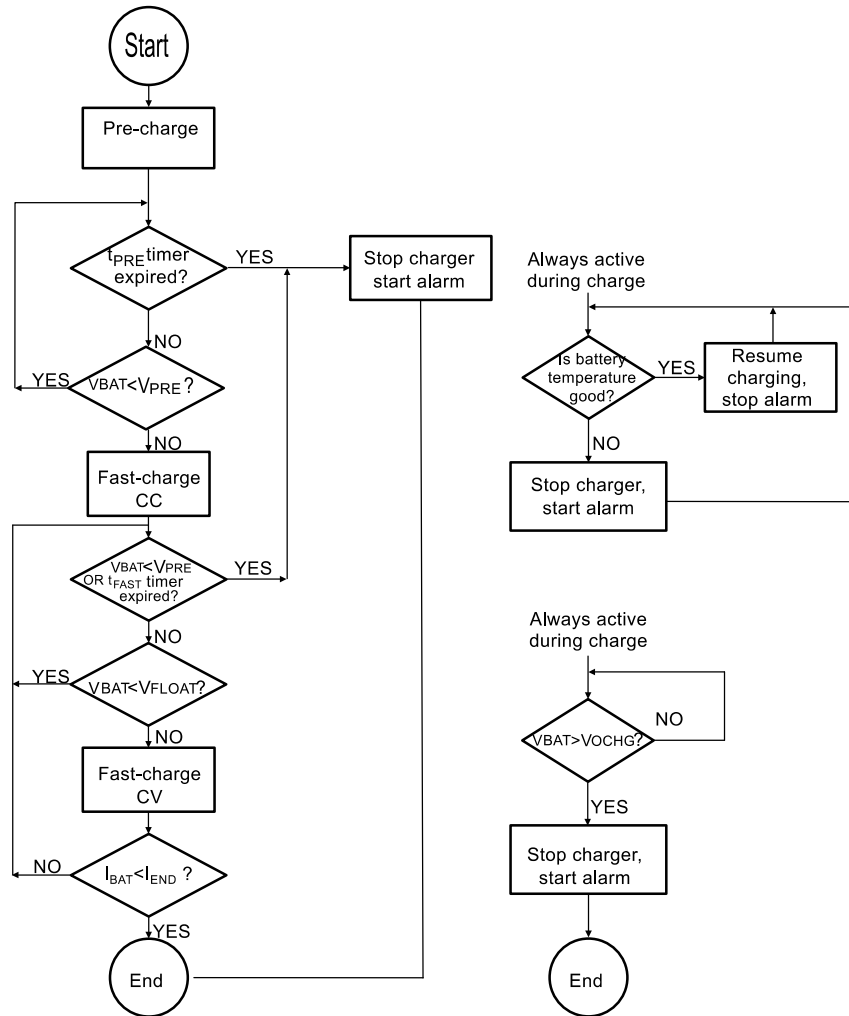 Start
Pre-charge
tPRE timer
expired?
YES
NO
Stop charger
start alarm
VBAT<VPRE ?
YES
NO
Fast-charge
CC
VBAT<VPRE
OR tFAST timer
expired?
YES
NO
VBAT<VFLOAT?
YES
NO
Fast-charge
CV
IBAT<IEND ?
NO
YES
End
Always active
during charge
Is battery
temperature
good?
YES
Resume
charging,
stop alarm
NO
Stop charger,
start alarm
Always active
during charge
VBAT>VOCHG?
NO
YES
Stop charger,
start alarm
End